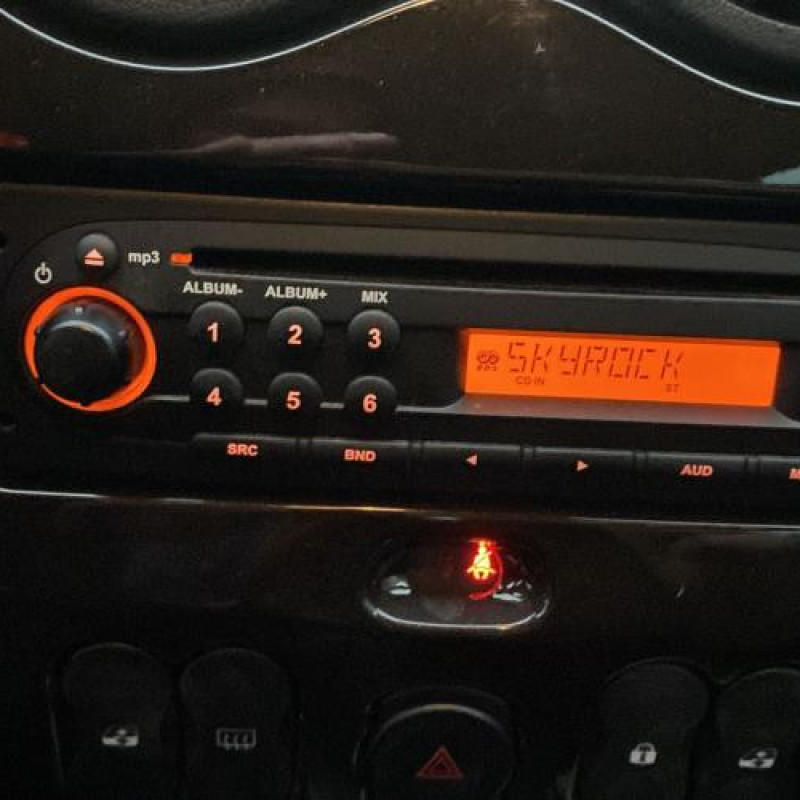 mp3
ALBUM- ALBUM+ MIX
1 2 3
SKYROCK
CD IN ST
4 5 6
SRC BND AUD